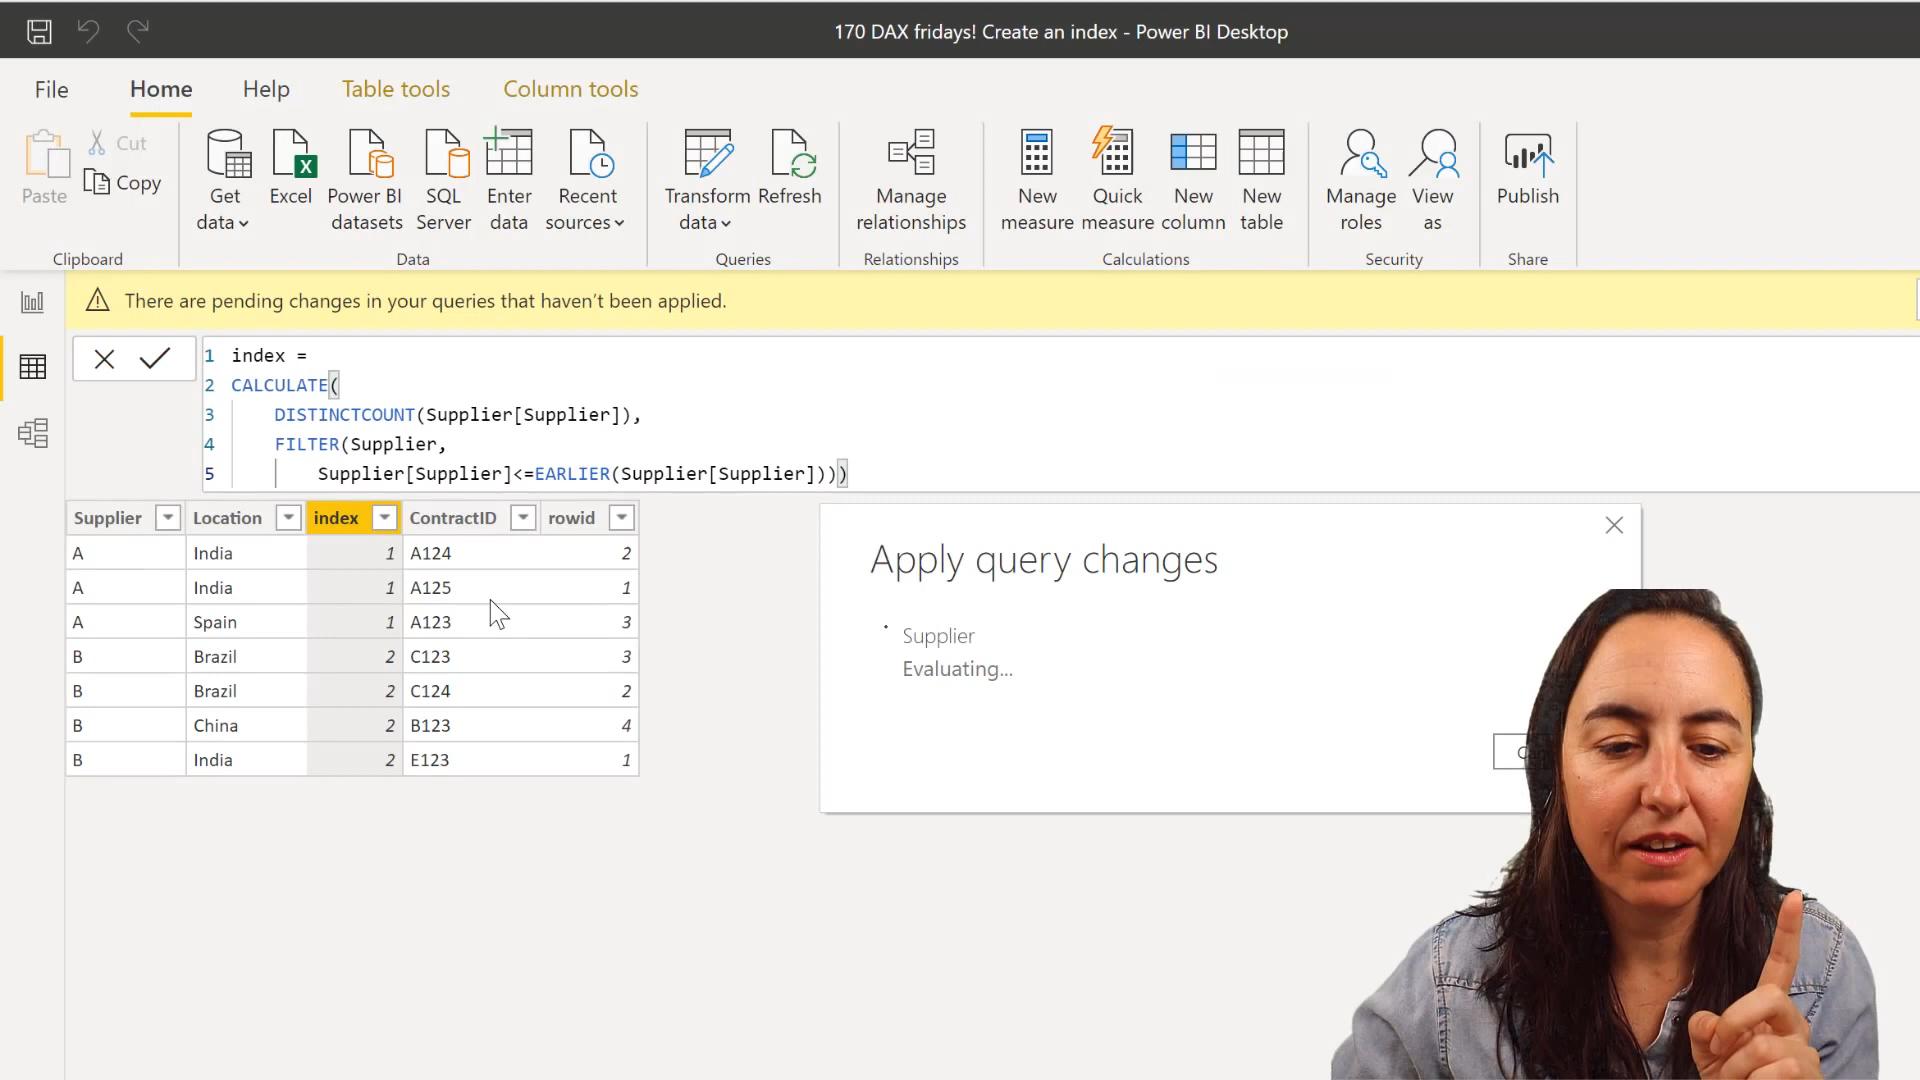 170 DAX fridays! Create an index - Power BI Desktop
File Home Help Table tools Column tools
Paste
Cut
Copy
Get data
Excel
Power BI datasets
SQL Server
Enter data
Recent sources
Transform data
Refresh
Manage relationships
New measure
Quick measure
New column
New table
Manage roles
View as
Publish
Clipboard Data Queries Relationships Calculations Security Share
There are pending changes in your queries that haven't been applied.
1 index =
2 CALCULATE(
3 DISTINCTCOUNT(Supplier[Supplier]),
4 FILTER(Supplier,
5 Supplier[Supplier]<=EARLIER(Supplier[Supplier])))
Supplier Location index ContractID rowid
A India 1 A124 2
A India 1 A125 1
A Spain 1 A123 3
B Brazil 2 C123 3
B Brazil 2 C124 2
B China 2 B123 4
B India 2 E123 1
Apply query changes
Supplier
Evaluating...